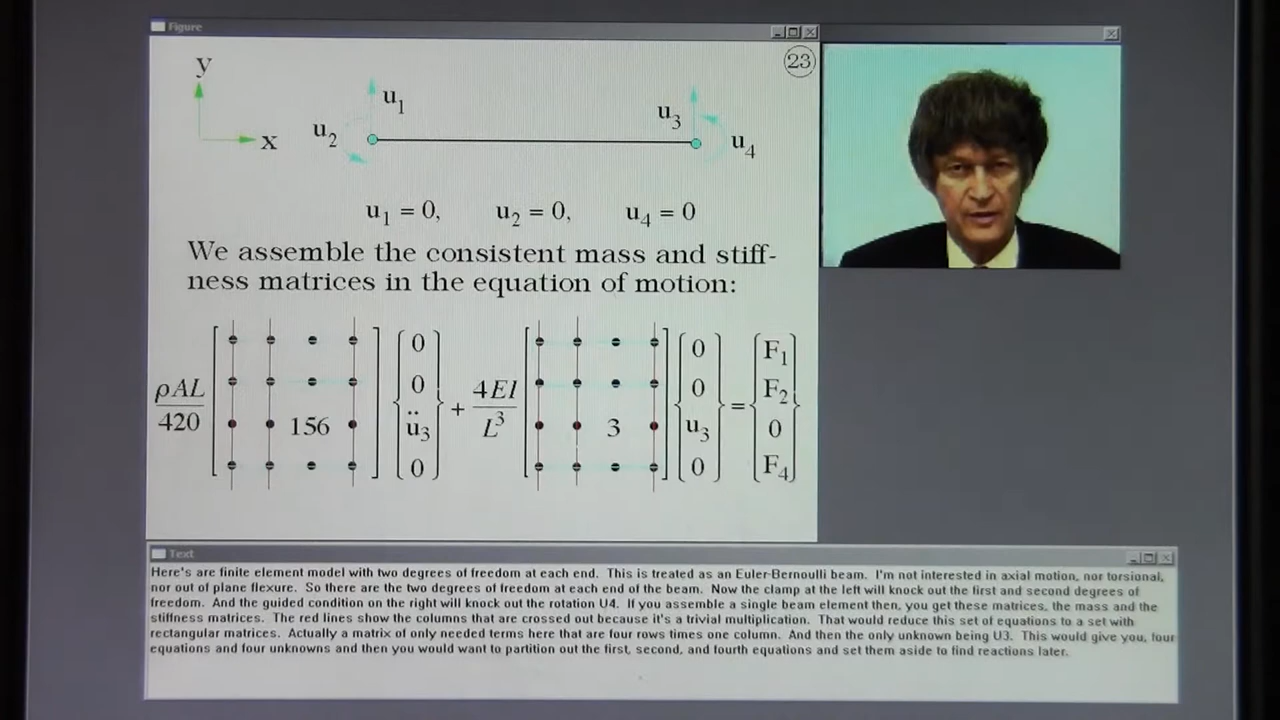 Figure
23
y
x
u1
u2
u3
u4
u1 = 0, u2 = 0, u4 = 0
We assemble the consistent mass and stiff-
ness matrices in the equation of motion:
ρAL
420
156
0
0
ü3
0
+
4EI
L³
3
0
0
u3
0
=
F1
F2
0
F4
Text
Here's are finite element model with two degrees of freedom at each end. This is treated as an Euler-Bernoulli beam. I'm not interested in axial motion, nor torsional,
nor out of plane flexure. So there are the two degrees of freedom at each end of the beam. Now the clamp at the left will knock out the first and second degrees of
freedom. And the guided condition on the right will knock out the rotation U4. If you assemble a single beam element then, you get these matrices, the mass and the
stiffness matrices. The red lines show the columns that are crossed out because it's a trivial multiplication. That would reduce this set of equations to a set with
rectangular matrices. Actually a matrix of only needed terms here that are four rows times one column. And then the only unknown being U3. This would give you, four
equations and four unknowns and then you would want to partition out the first, second, and fourth equations and set them aside to find reactions later.